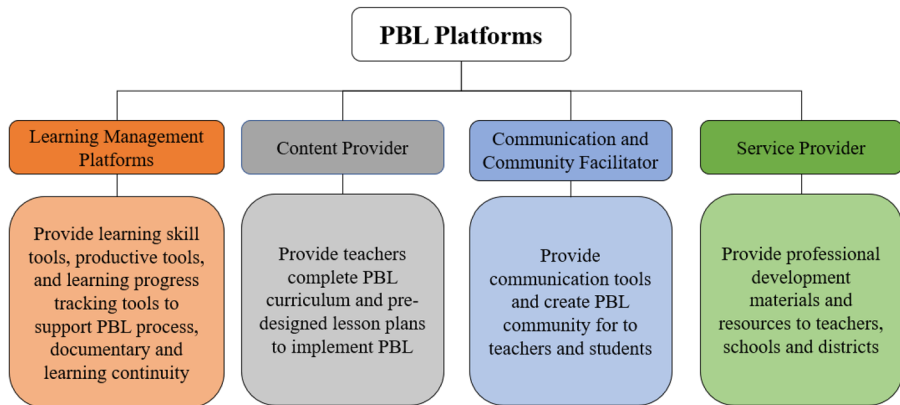 PBL Platforms
Learning Management
Platforms
Content Provider
Communication and
Community Facilitator
Service Provider
Provide learning skill
tools, productive tools,
and learning progress
tracking tools to
support PBL process,
documentary and
learning continuity
Provide teachers
complete PBL
curriculum and pre-
designed lesson plans
to implement PBL
Provide
communication tools
and create PBL
community for to
teachers and students
Provide professional
development
materials and
resources to teachers,
schools and districts